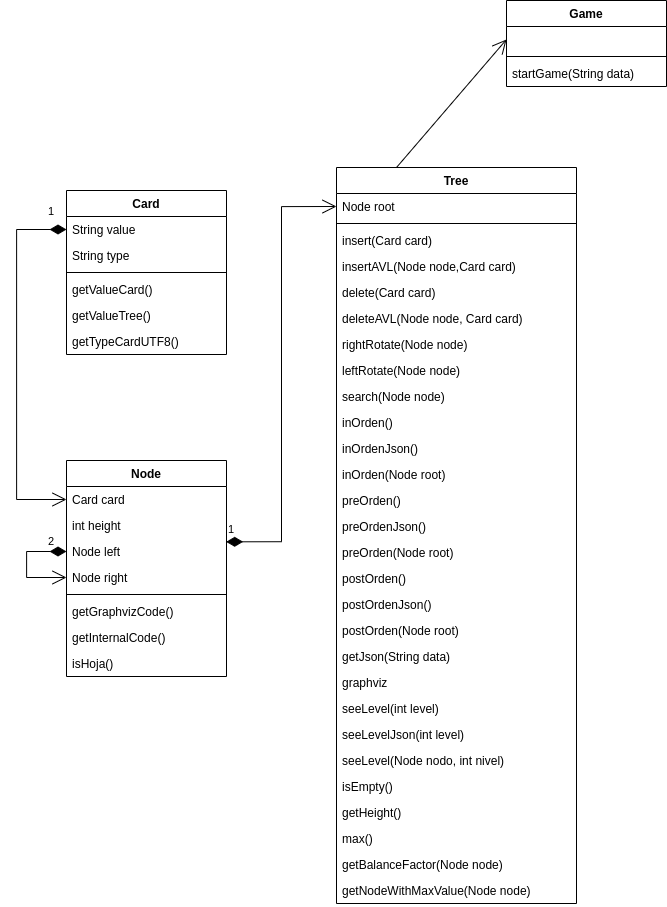 Game
startGame(String data)
1
Card
String value
String type
getValueCard()
getValueTree()
getTypeCardUTF8()
Node
Card card
int height
2
Node left
Node right
getGraphvizCode()
getInternalCode()
isHoja()
1
Tree
Node root
insert(Card card)
insertAVL(Node node,Card card)
delete(Card card)
deleteAVL(Node node, Card card)
rightRotate(Node node)
leftRotate(Node node)
search(Node node)
inOrden()
inOrdenJson()
inOrden(Node root)
preOrden()
preOrdenJson()
preOrden(Node root)
postOrden()
postOrdenJson()
postOrden(Node root)
getJson(String data)
graphviz
seeLevel(int level)
seeLevelJson(int level)
seeLevel(Node nodo, int nivel)
isEmpty()
getHeight()
max()
getBalanceFactor(Node node)
getNodeWithMaxValue(Node node)